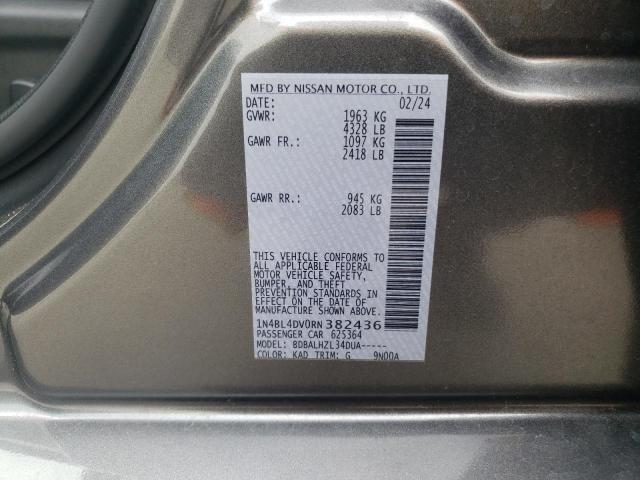 MFD BY NISSAN MOTOR CO., LTD.
DATE: 02/24
GVWR: 1963 KG
4328 LB
GAWR FR.: 1097 KG
2418 LB
GAWR RR.: 945 KG
2083 LB
THIS VEHICLE CONFORMS TO
ALL APPLICABLE FEDERAL
MOTOR VEHICLE SAFETY,
BUMPER, AND THEFT
PREVENTION STANDARDS IN
EFFECT ON THE DATE OF
MANUFACTURE SHOWN ABOVE.
1N4BL4DV0RN382436
PASSENGER CAR 625364
MODEL: BDBALHZL34DUA-----
COLOR: KAD TRIM: G 9N00A